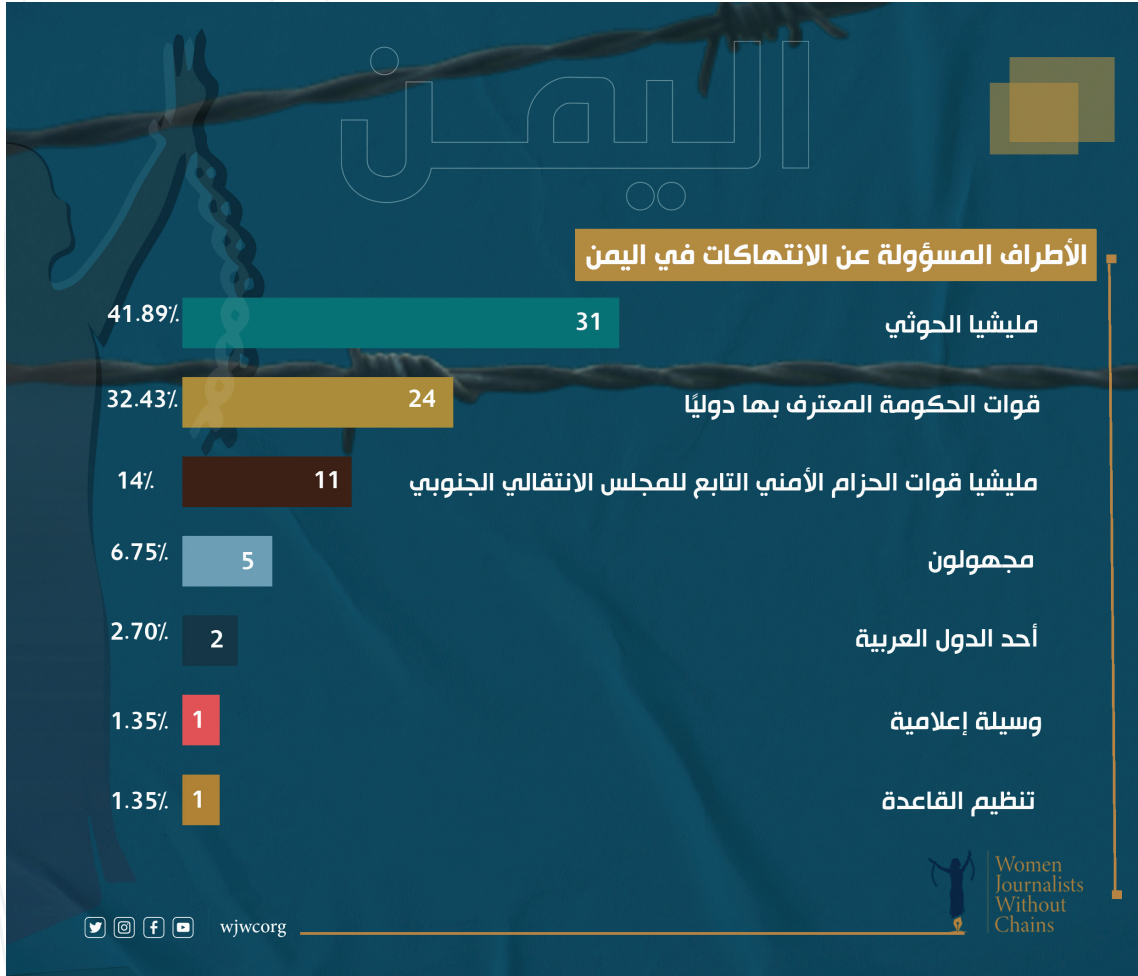 اليمن
الأطراف المسؤولة عن الانتهاكات في اليمن
مليشيا الحوثي 31 41.89٪
قوات الحكومة المعترف بها دوليًا 24 32.43٪
مليشيا قوات الحزام الأمني التابع للمجلس الانتقالي الجنوبي 11 14٪
مجهولون 5 6.75٪
أحد الدول العربية 2 2.70٪
وسيلة إعلامية 1 1.35٪
تنظيم القاعدة 1 1.35٪
Women
Journalists
Without
Chains
wjwcorg